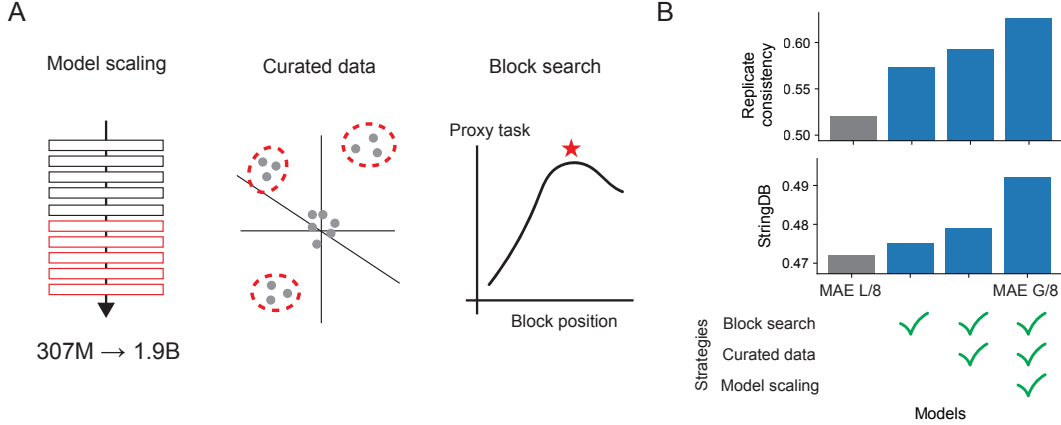 A
Model scaling
307M → 1.9B
Curated data
Block search
Proxy task
Block position
B
Replicate
consistency
0.60
0.55
0.50
StringDB
0.49
0.48
0.47
MAE L/8
MAE G/8
Strategies
Block search
Curated data
Model scaling
Models